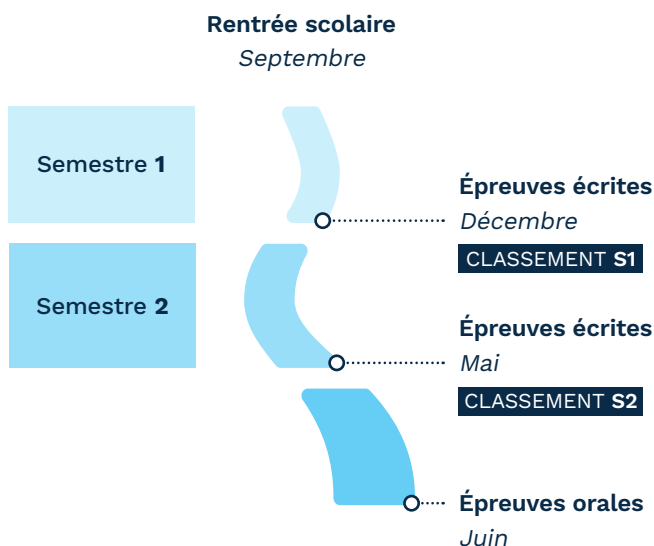 Rentrée scolaire
Septembre
Semestre 1
Épreuves écrites
Décembre
CLASSEMENT S1
Semestre 2
Épreuves écrites
Mai
CLASSEMENT S2
Épreuves orales
Juin